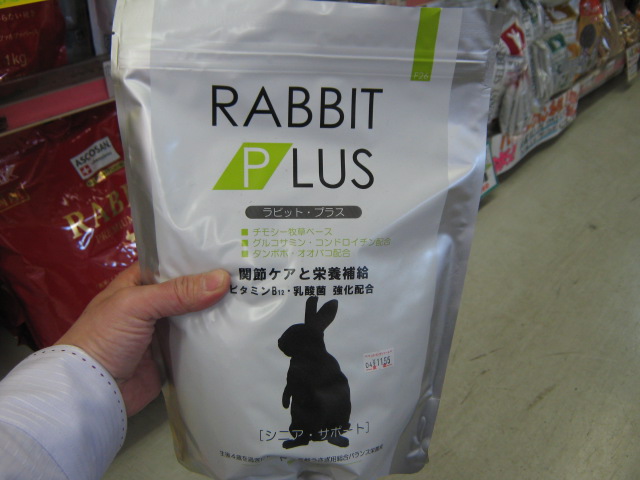 RABBIT
PLUS
ラビット・プラス
チモシー牧草ベース
グルコサミン・コンドロイチン配合
タンポポ・オオバコ配合
関節ケアと栄養補給
ビタミンB12・乳酸菌 強化配合
[シニア・サポート]
ASCOSAN
RABB
1kg